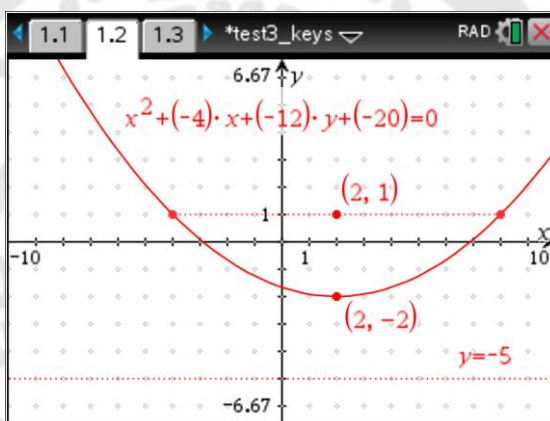 1.1 1.2 1.3 *test3_keys RAD
6.67 y
x²+(-4)·x+(-12)·y+(-20)=0
(2, 1)
1
x
-10 1 10
(2, -2)
y=-5
-6.67